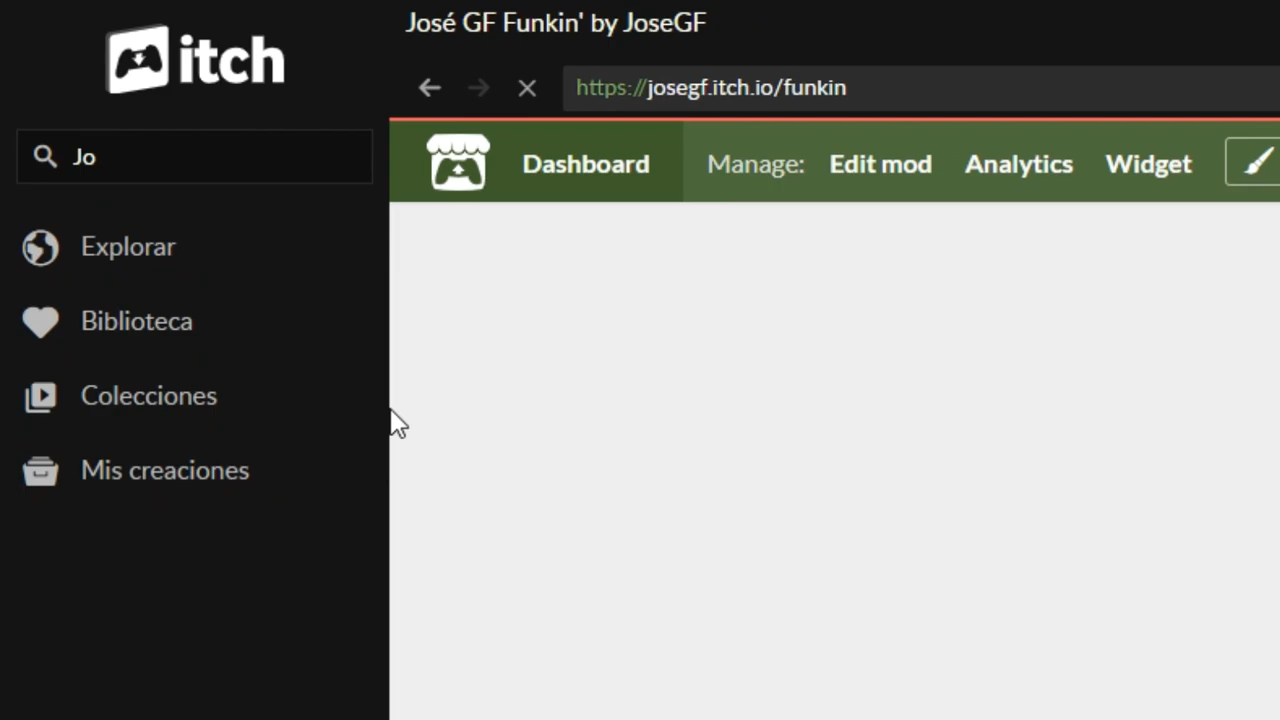 itch
Jo
Explorar
Biblioteca
Colecciones
Mis creaciones
José GF Funkin' by JoseGF
https://josegf.itch.io/funkin
Dashboard
Manage:
Edit mod
Analytics
Widget